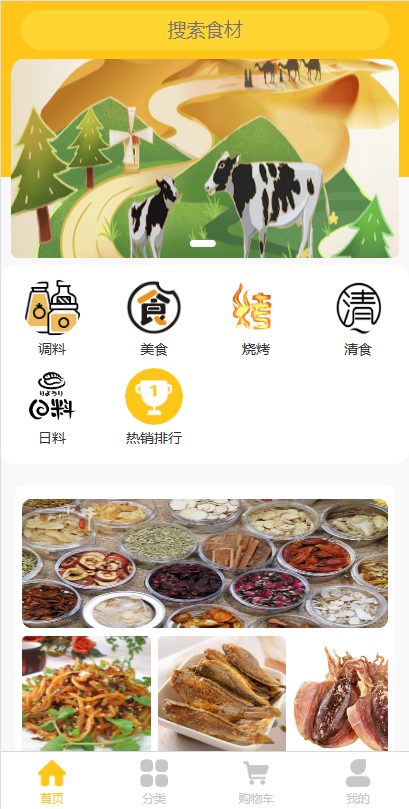 搜索食材
食
烤
清
调料
美食
烧烤
清食
りようり
日料
1
日料
热销排行
首页
分类
购物车
我的